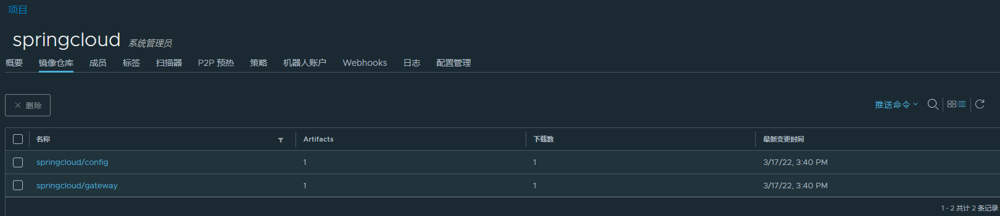 项目
springcloud 系统管理员
概要 镜像仓库 成员 标签 扫描器 P2P 预热 策略 机器人账户 Webhooks 日志 配置管理
× 删除 推送命令
名称 Artifacts 下载数 最新变更时间
springcloud/config 1 1 3/17/22, 3:40 PM
springcloud/gateway 1 1 3/17/22, 3:40 PM
1 - 2 共计 2 条记录